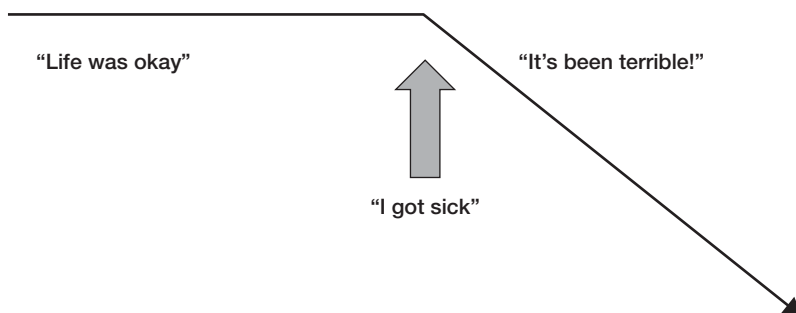 “Life was okay”
“It’s been terrible!”
“I got sick”